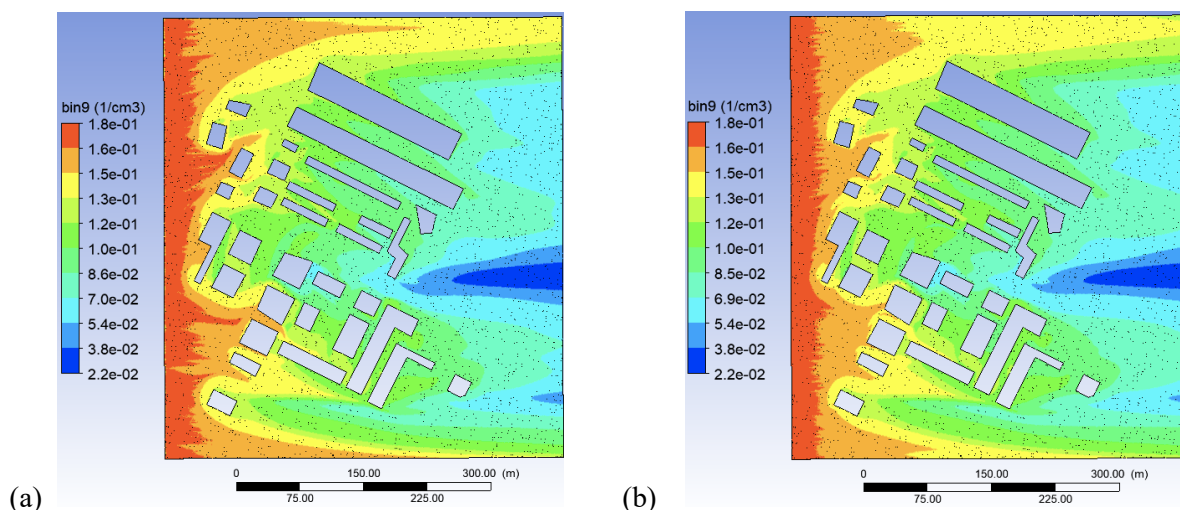 bin9 (1/cm3)
1.8e-01
1.6e-01
1.5e-01
1.3e-01
1.2e-01
1.0e-01
8.6e-02
7.0e-02
5.4e-02
3.8e-02
2.2e-02
0 150.00 300.00 (m)
75.00 225.00
(a)
bin9 (1/cm3)
1.8e-01
1.6e-01
1.5e-01
1.3e-01
1.2e-01
1.0e-01
8.5e-02
6.9e-02
5.4e-02
3.8e-02
2.2e-02
0 150.00 300.00 (m)
75.00 225.00
(b)